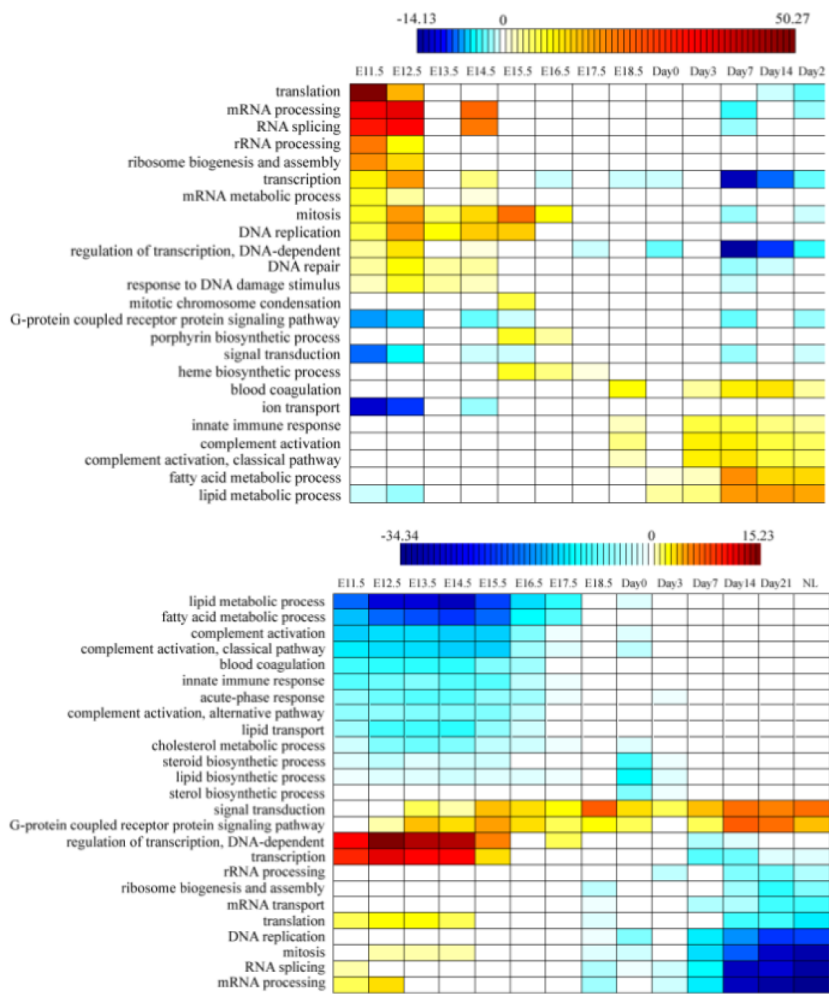 -14.13 0 50.27
E11.5 E12.5 E13.5 E14.5 E15.5 E16.5 E17.5 E18.5 Day0 Day3 Day7 Day14 Day2
translation
mRNA processing
RNA splicing
rRNA processing
ribosome biogenesis and assembly
transcription
mRNA metabolic process
mitosis
DNA replication
regulation of transcription, DNA-dependent
DNA repair
response to DNA damage stimulus
mitotic chromosome condensation
G-protein coupled receptor protein signaling pathway
porphyrin biosynthetic process
signal transduction
heme biosynthetic process
blood coagulation
ion transport
innate immune response
complement activation
complement activation, classical pathway
fatty acid metabolic process
lipid metabolic process
-34.34 0 15.23
E11.5 E12.5 E13.5 E14.5 E15.5 E16.5 E17.5 E18.5 Day0 Day3 Day7 Day14 Day21 NL
lipid metabolic process
fatty acid metabolic process
complement activation
complement activation, classical pathway
blood coagulation
innate immune response
acute-phase response
complement activation, alternative pathway
lipid transport
cholesterol metabolic process
steroid biosynthetic process
lipid biosynthetic process
sterol biosynthetic process
signal transduction
G-protein coupled receptor protein signaling pathway
regulation of transcription, DNA-dependent
transcription
rRNA processing
ribosome biogenesis and assembly
mRNA transport
translation
DNA replication
mitosis
RNA splicing
mRNA processing